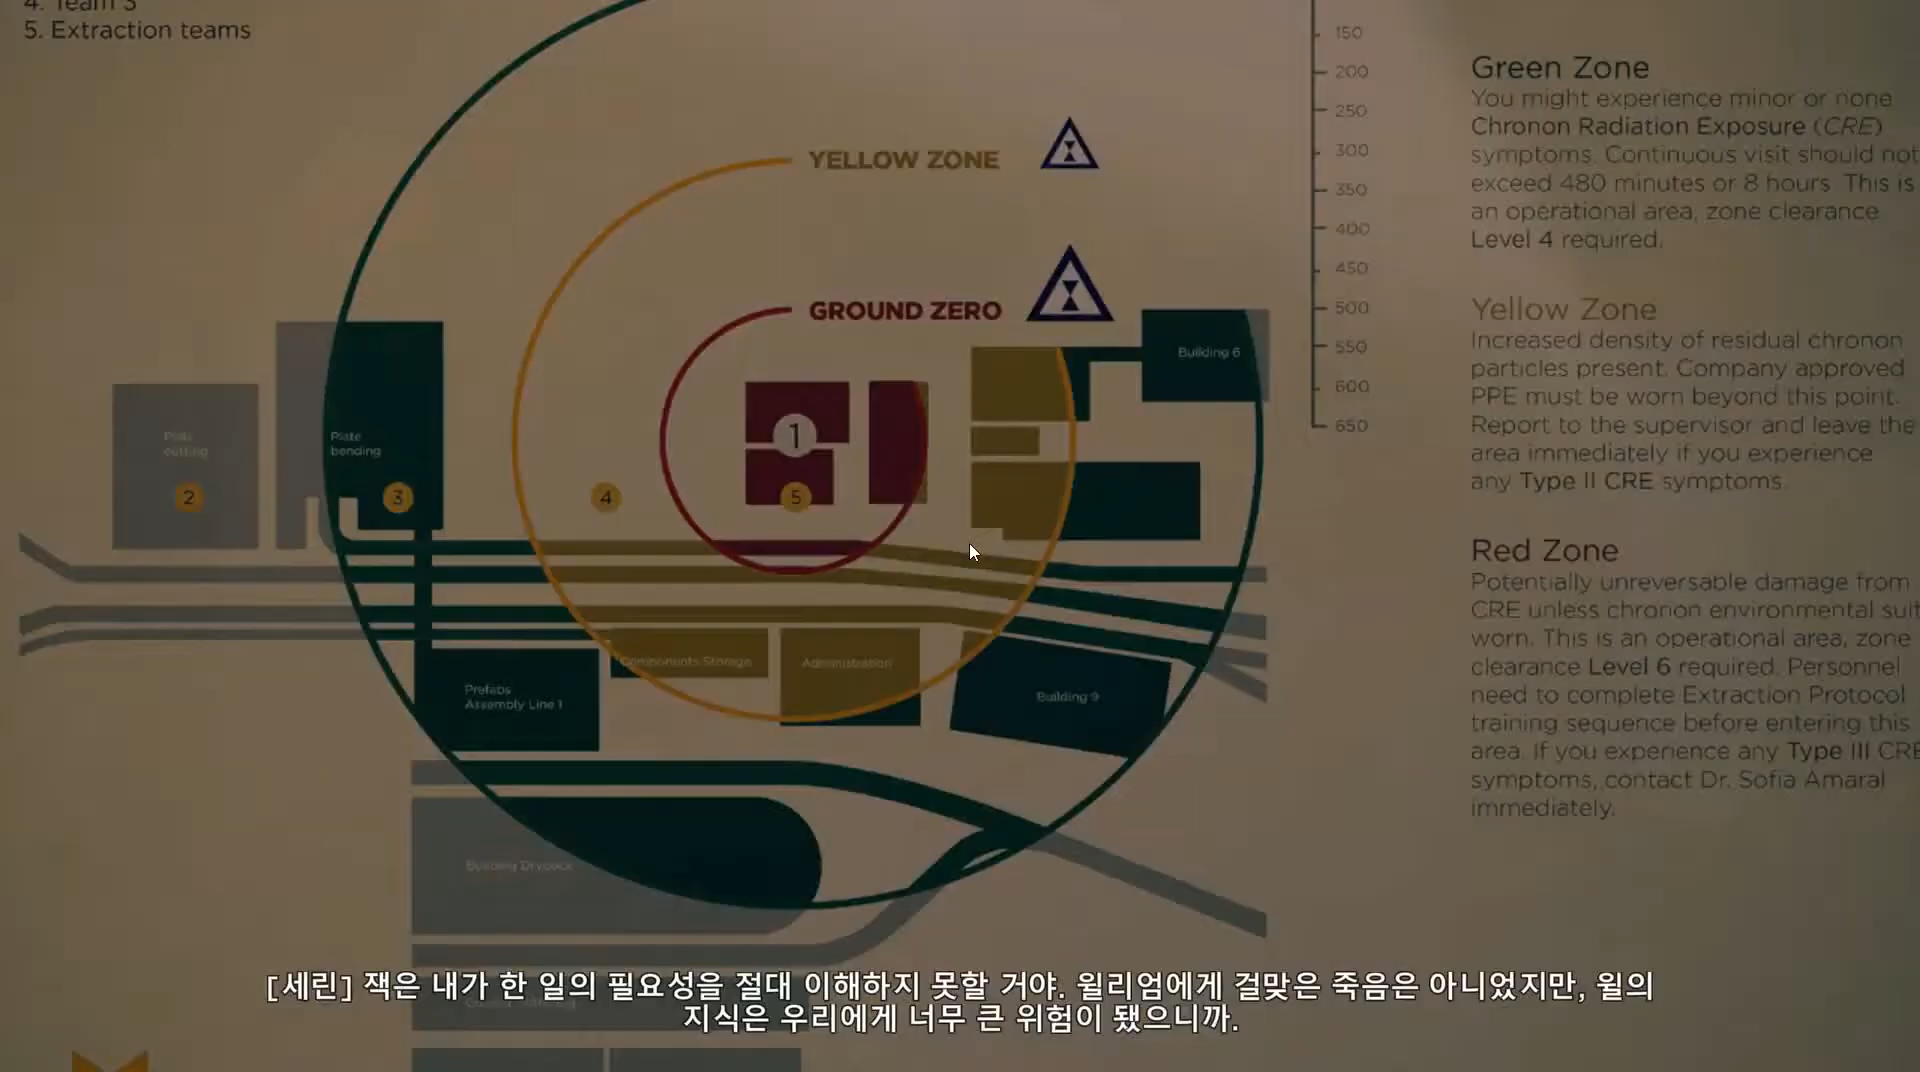 4. Team 3
5. Extraction teams
150
200
250
300
350
400
450
500
550
600
650
YELLOW ZONE
GROUND ZERO
Building 6
1
Plate
cutting
Plate
bending
2
3
4
5
Components Storage
Administration
Prefabs
Assembly Line 1
Building 9
Building Drydock
Green Zone
You might experience minor or none
Chronon Radiation Exposure (CRE)
symptoms. Continuous visit should not
exceed 480 minutes or 8 hours. This is
an operational area, zone clearance
Level 4 required.
Yellow Zone
Increased density of residual chronon
particles present. Company approved
PPE must be worn beyond this point.
Report to the supervisor and leave the
area immediately if you experience
any Type II CRE symptoms.
Red Zone
Potentially unreversable damage from
CRE unless chronon environmental suit
worn. This is an operational area, zone
clearance Level 6 required. Personnel
need to complete Extraction Protocol
training sequence before entering this
area. If you experience any Type III CRE
symptoms, contact Dr. Sofia Amaral
immediately.
[세린] 잭은 내가 한 일의 필요성을 절대 이해하지 못할 거야. 윌리엄에게 걸맞은 죽음은 아니었지만, 윌의
지식은 우리에게 너무 큰 위험이 됐으니까.